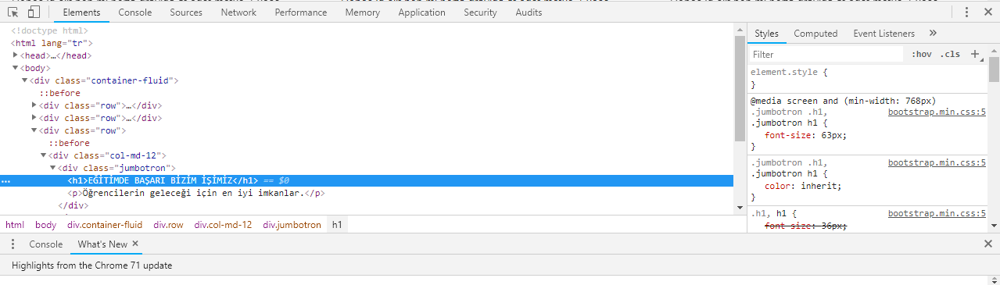 Elements Console Sources Network Performance Memory Application Security Audits
<!doctype html>
<html lang="tr">
<head>…</head>
<body>
<div class="container-fluid">
::before
<div class="row">…</div>
<div class="row">…</div>
<div class="row">
::before
<div class="col-md-12">
<div class="jumbotron">
<h1>EĞİTİMDE BAŞARI BİZİM İŞİMİZ</h1> == $0
<p>Öğrencilerin geleceği için en iyi imkanlar.</p>
</div>
html body div.container-fluid div.row div.col-md-12 div.jumbotron h1
Styles Computed Event Listeners »
Filter :hov .cls +
element.style {
}
@media screen and (min-width: 768px)
.jumbotron .h1, bootstrap.min.css:5
.jumbotron h1 {
font-size: 63px;
}
.jumbotron .h1, bootstrap.min.css:5
.jumbotron h1 {
color: inherit;
}
.h1, h1 { bootstrap.min.css:5
font-size: 36px;
Console What's New ×
Highlights from the Chrome 71 update